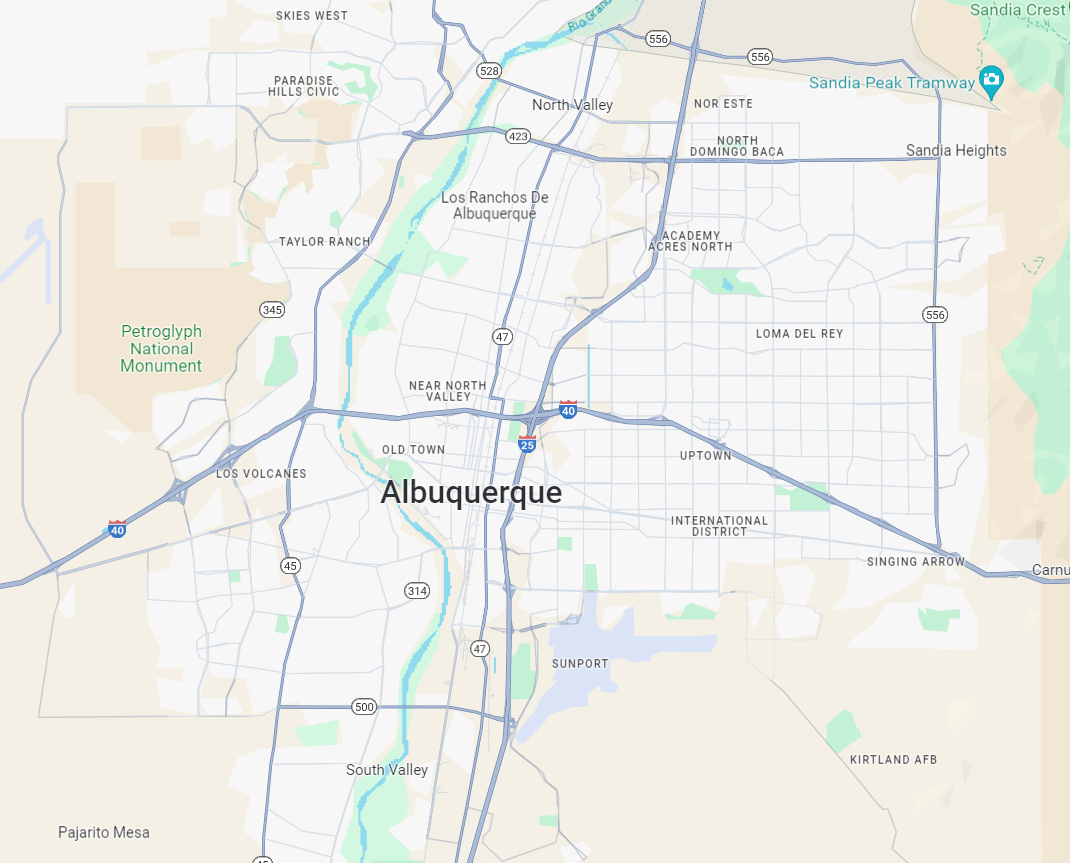 SKIES WEST
Rio Grand
Sandia Crest
556
556
528
PARADISE
HILLS CIVIC
Sandia Peak Tramway
North Valley
NOR ESTE
423
NORTH
DOMINGO BACA
Sandia Heights
Los Ranchos De
Albuquerque
TAYLOR RANCH
ACADEMY
ACRES NORTH
345
556
Petroglyph
National
Monument
47
LOMA DEL REY
NEAR NORTH
VALLEY
40
25
OLD TOWN
UPTOWN
LOS VOLCANES
Albuquerque
40
INTERNATIONAL
DISTRICT
45
SINGING ARROW
Carnu
314
47
SUNPORT
500
KIRTLAND AFB
South Valley
Pajarito Mesa
45